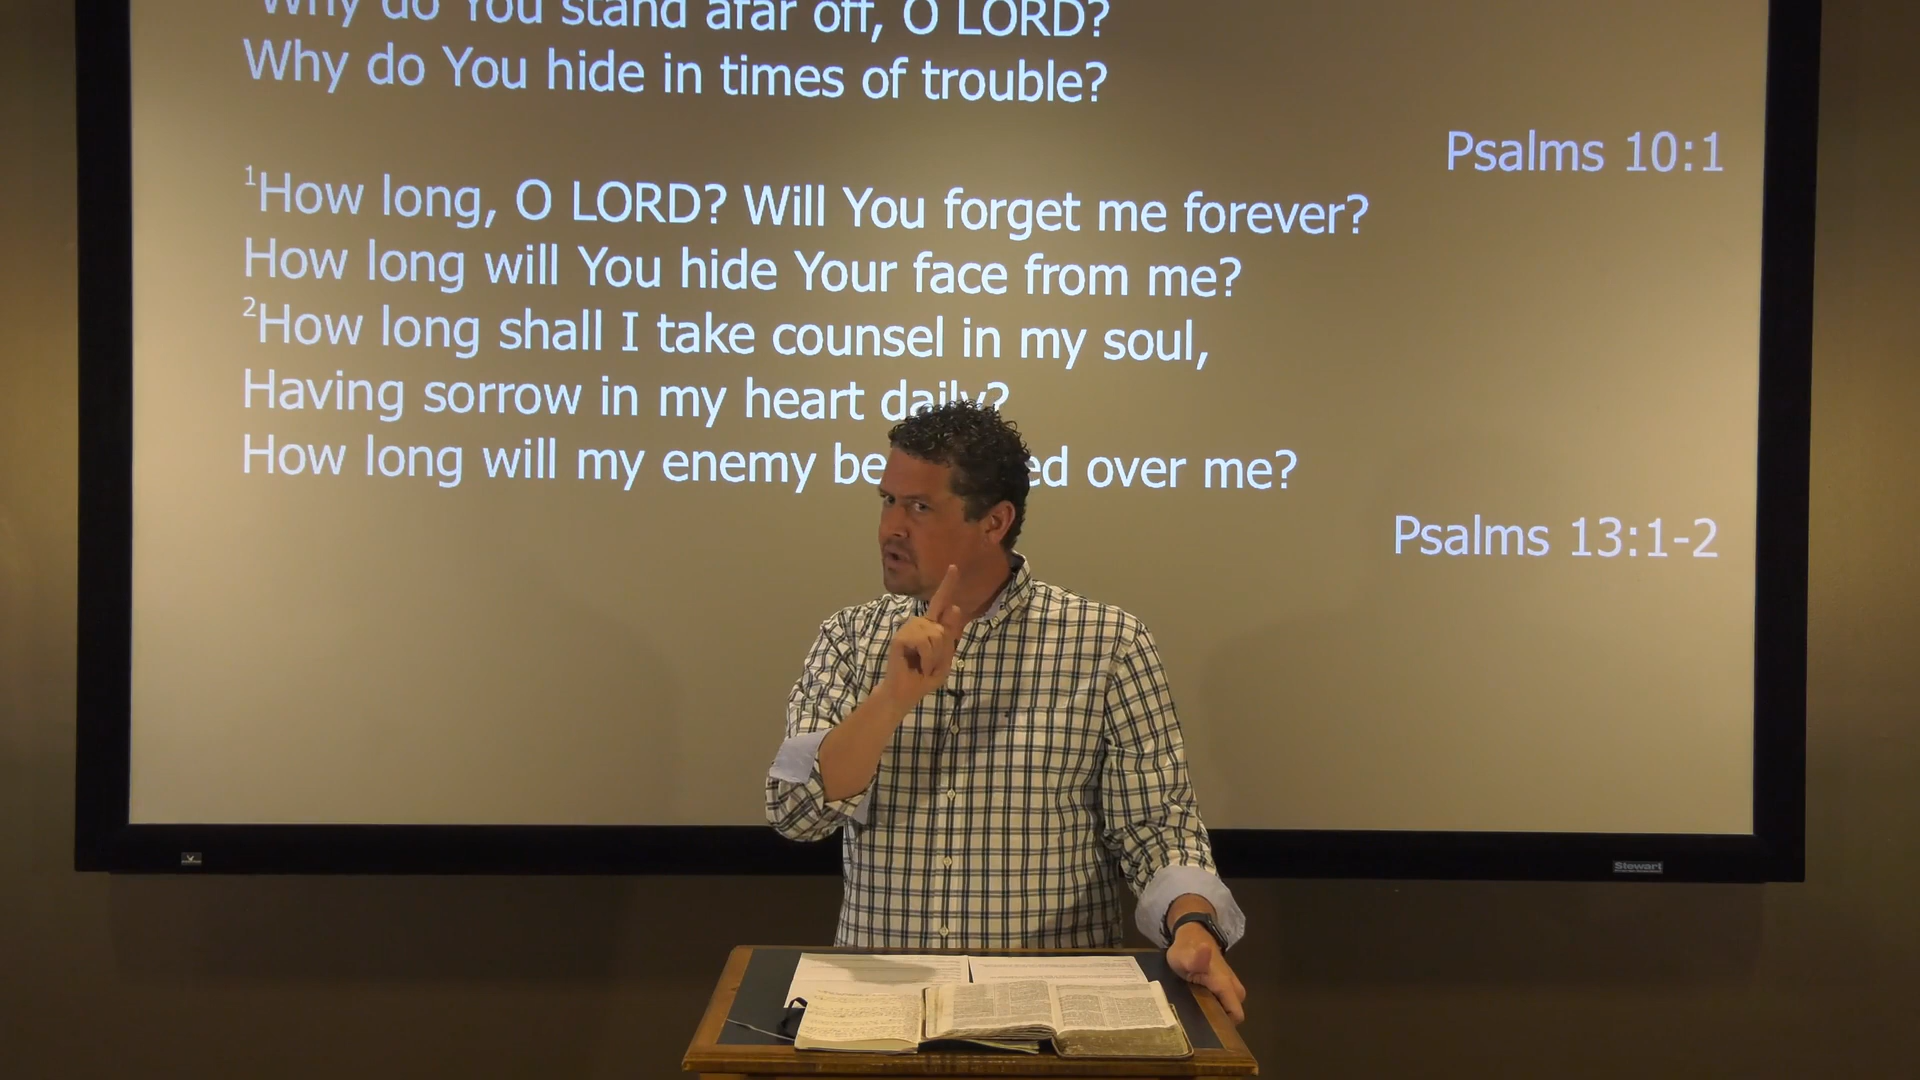 Why do You stand afar off, O LORD?
Why do You hide in times of trouble?
Psalms 10:1
1How long, O LORD? Will You forget me forever?
How long will You hide Your face from me?
2How long shall I take counsel in my soul,
Having sorrow in my heart daily?
How long will my enemy be over me?
Psalms 13:1-2
Stewart